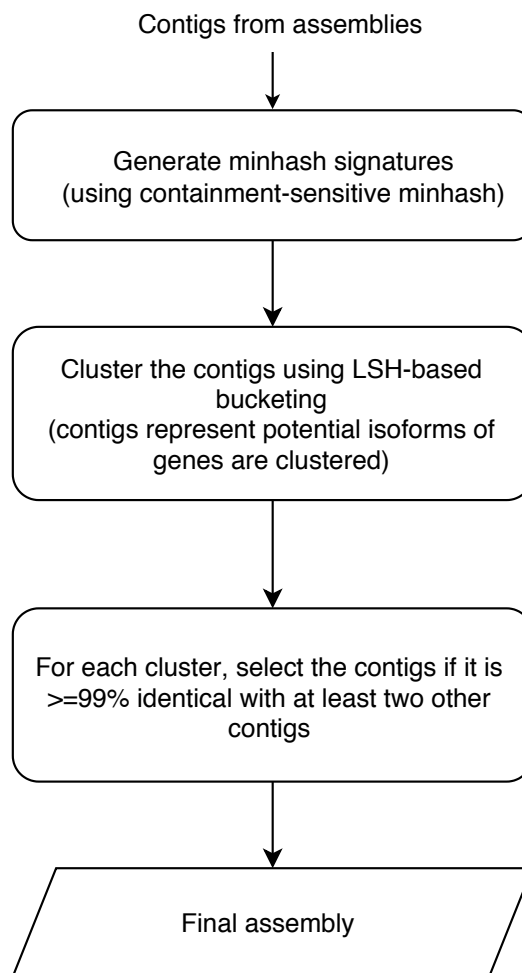 Contigs from assemblies
Generate minhash signatures
(using containment-sensitive minhash)
Cluster the contigs using LSH-based
bucketing
(contigs represent potential isoforms of
genes are clustered)
For each cluster, select the contigs if it is
>=99% identical with at least two other
contigs
Final assembly